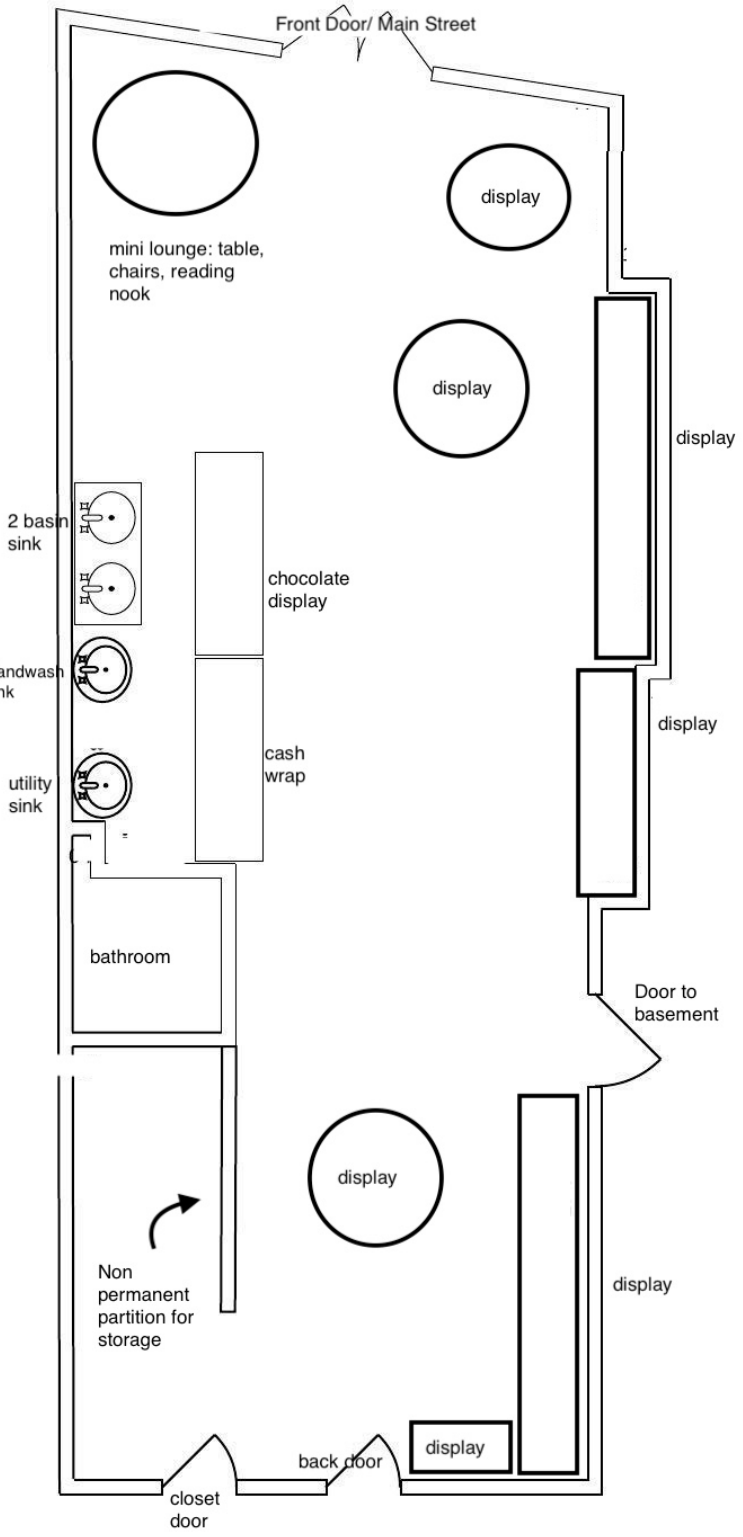 Front Door/ Main Street
display
mini lounge: table,
chairs, reading
nook
display
display
2 basin
sink
chocolate
display
andwash
nk
display
cash
wrap
utility
sink
bathroom
Door to
basement
display
Non
permanent
partition for
storage
display
back door
display
closet
door